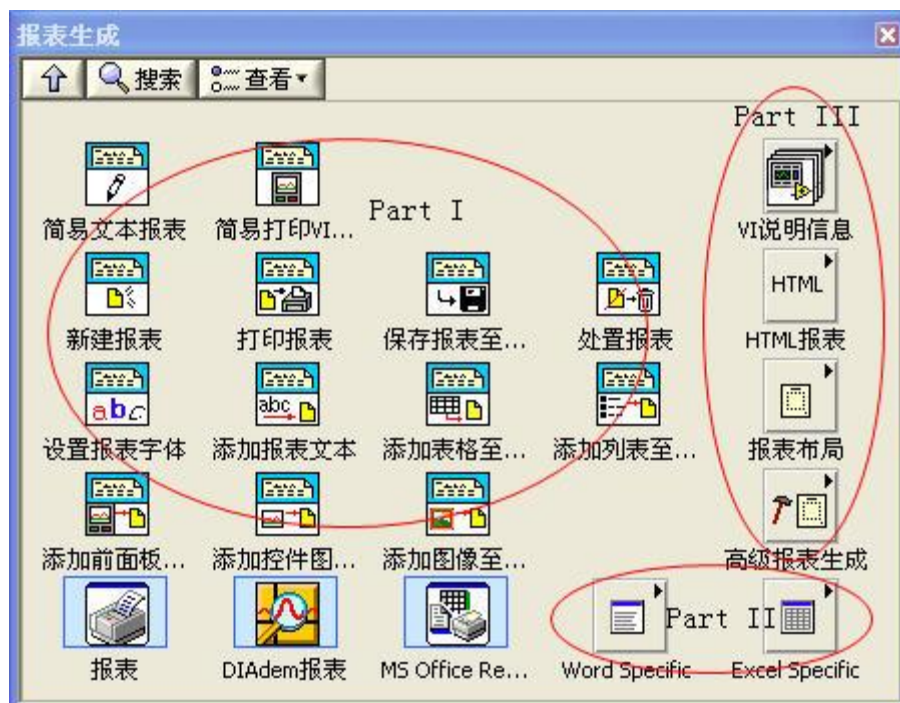 报表生成
搜索 查看
Part III
简易文本报表 简易打印VI... Part I VI说明信息
HTML
新建报表 打印报表 保存报表至... 处置报表 HTML报表
abc abc
设置报表字体 添加报表文本 添加表格至... 添加列表至... 报表布局
添加前面板... 添加控件图... 添加图像至... 高级报表生成
Part II
报表 DIAdem报表 MS Office Re... Word Specific Excel Specific